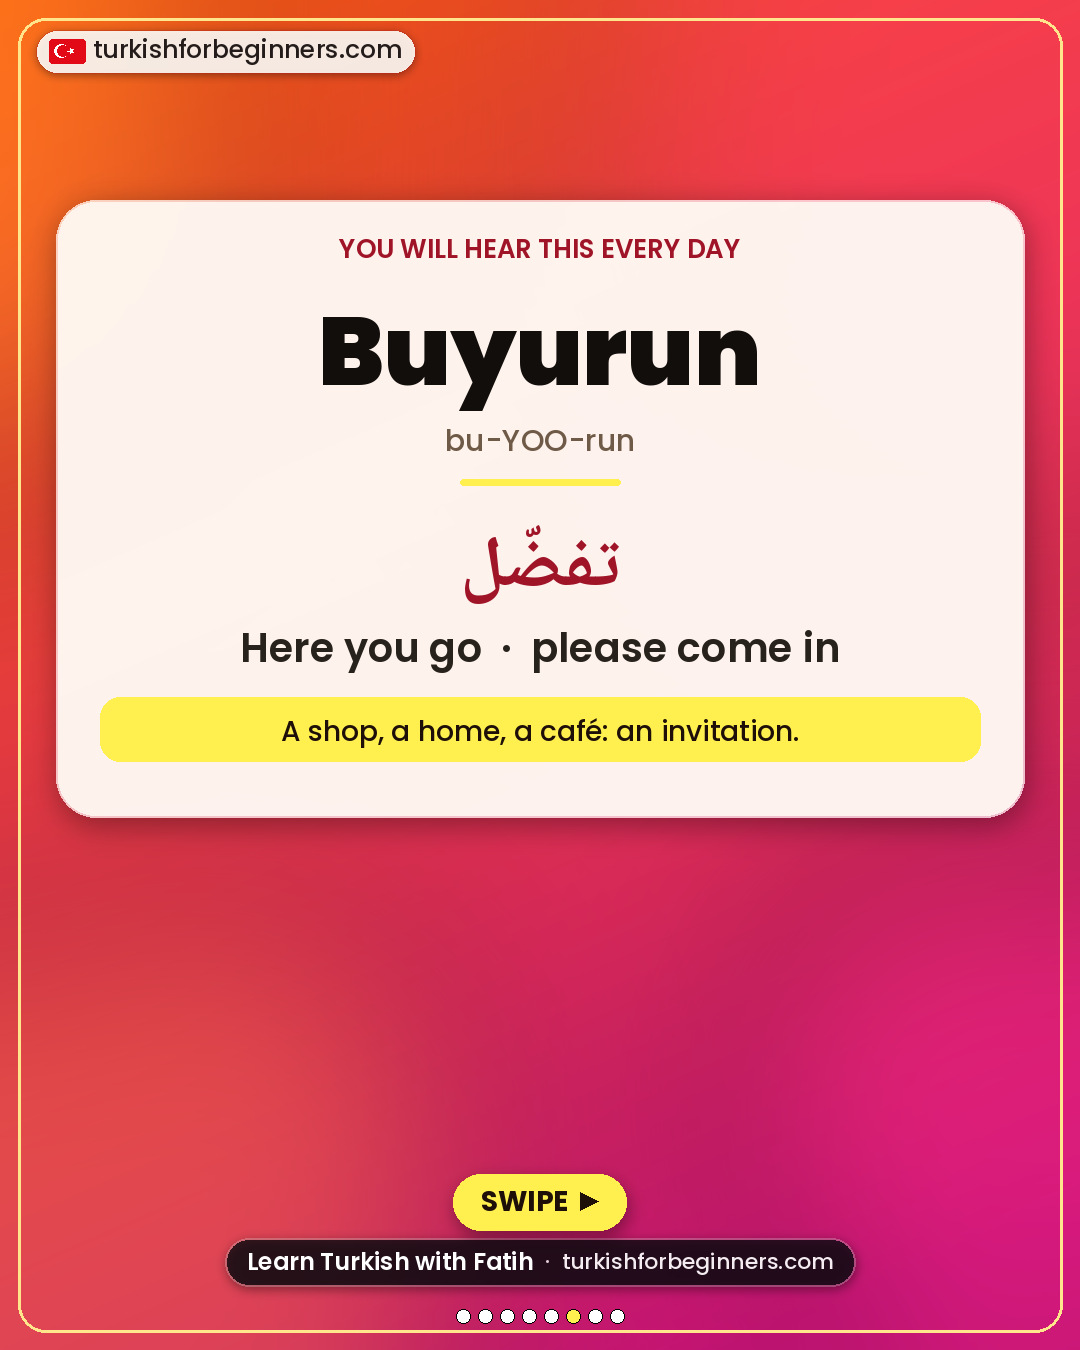 turkishforbeginners.com
YOU WILL HEAR THIS EVERY DAY
Buyurun
bu-YOO-run
تفضّل
Here you go · please come in
A shop, a home, a café: an invitation.
SWIPE ▶
Learn Turkish with Fatih · turkishforbeginners.com